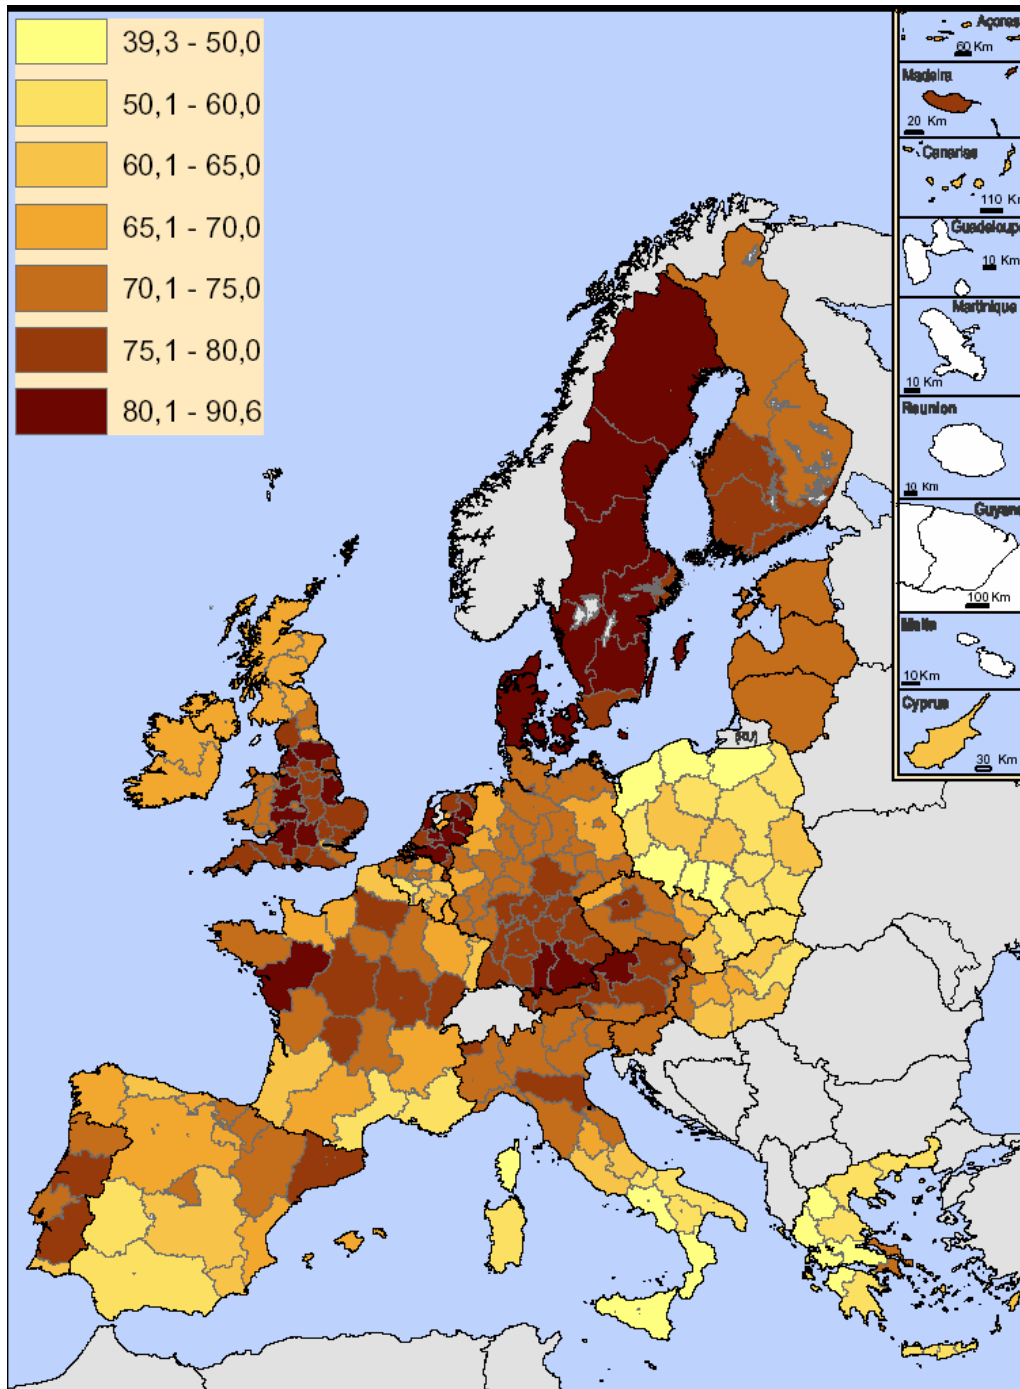 39,3 - 50,0
50,1 - 60,0
60,1 - 65,0
65,1 - 70,0
70,1 - 75,0
75,1 - 80,0
80,1 - 90,6
Açores
60 Km
Madeira
20 Km
Canarias
110 Km
Guadeloupe
10 Km
Martinique
10 Km
Reunion
10 Km
Guyane
100 Km
Malta
10 Km
Cyprus
30 Km
(RU)